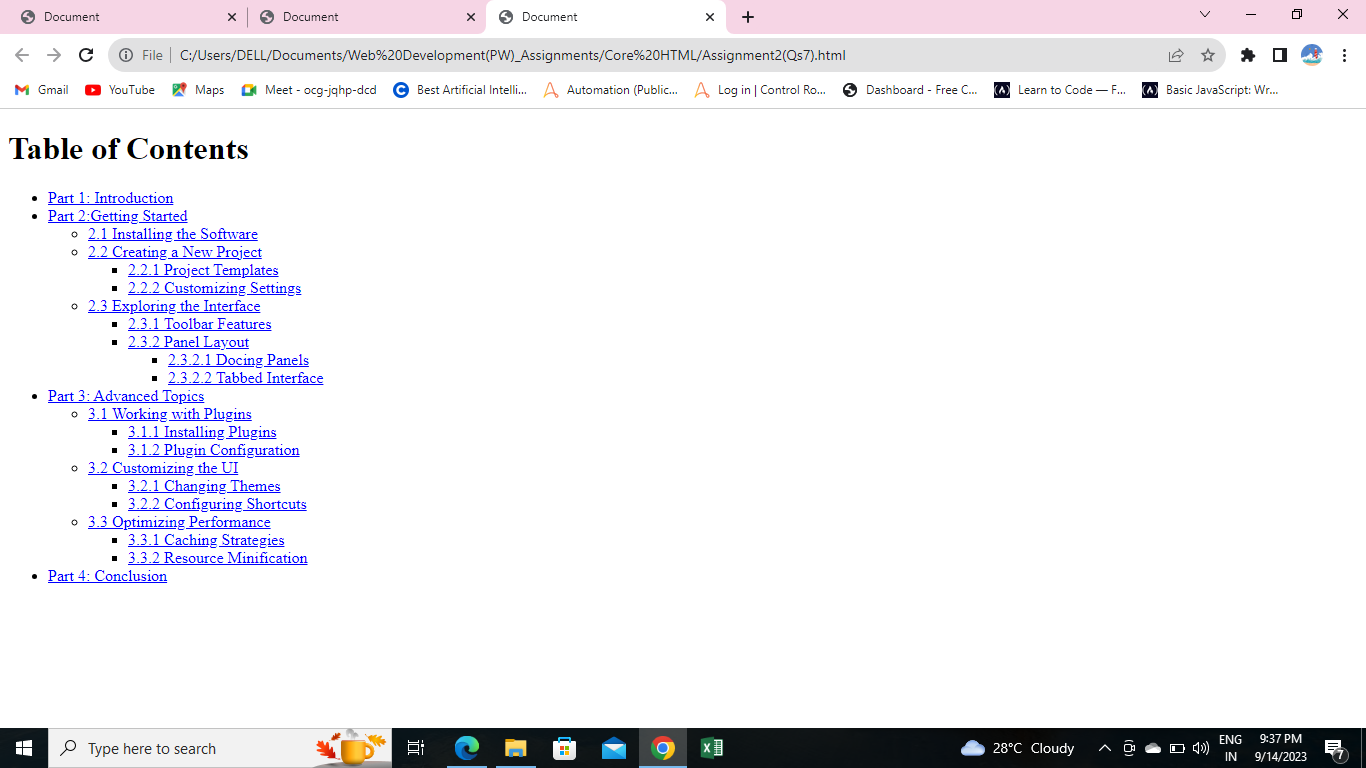 Document
Document
Document
File
C:/Users/DELL/Documents/Web%20Development(PW)_Assignments/Core%20HTML/Assignment2(Qs7).html
Gmail
YouTube
Maps
Meet - ocg-jqhp-dcd
Best Artificial Intelli...
Automation (Public...
Log in | Control Ro...
Dashboard - Free C...
Learn to Code — F...
Basic JavaScript: Wr...
Table of Contents
Part 1: Introduction
Part 2:Getting Started
2.1 Installing the Software
2.2 Creating a New Project
2.2.1 Project Templates
2.2.2 Customizing Settings
2.3 Exploring the Interface
2.3.1 Toolbar Features
2.3.2 Panel Layout
2.3.2.1 Docing Panels
2.3.2.2 Tabbed Interface
Part 3: Advanced Topics
3.1 Working with Plugins
3.1.1 Installing Plugins
3.1.2 Plugin Configuration
3.2 Customizing the UI
3.2.1 Changing Themes
3.2.2 Configuring Shortcuts
3.3 Optimizing Performance
3.3.1 Caching Strategies
3.3.2 Resource Minification
Part 4: Conclusion
Type here to search
28°C Cloudy
ENG
IN
9:37 PM
9/14/2023
7